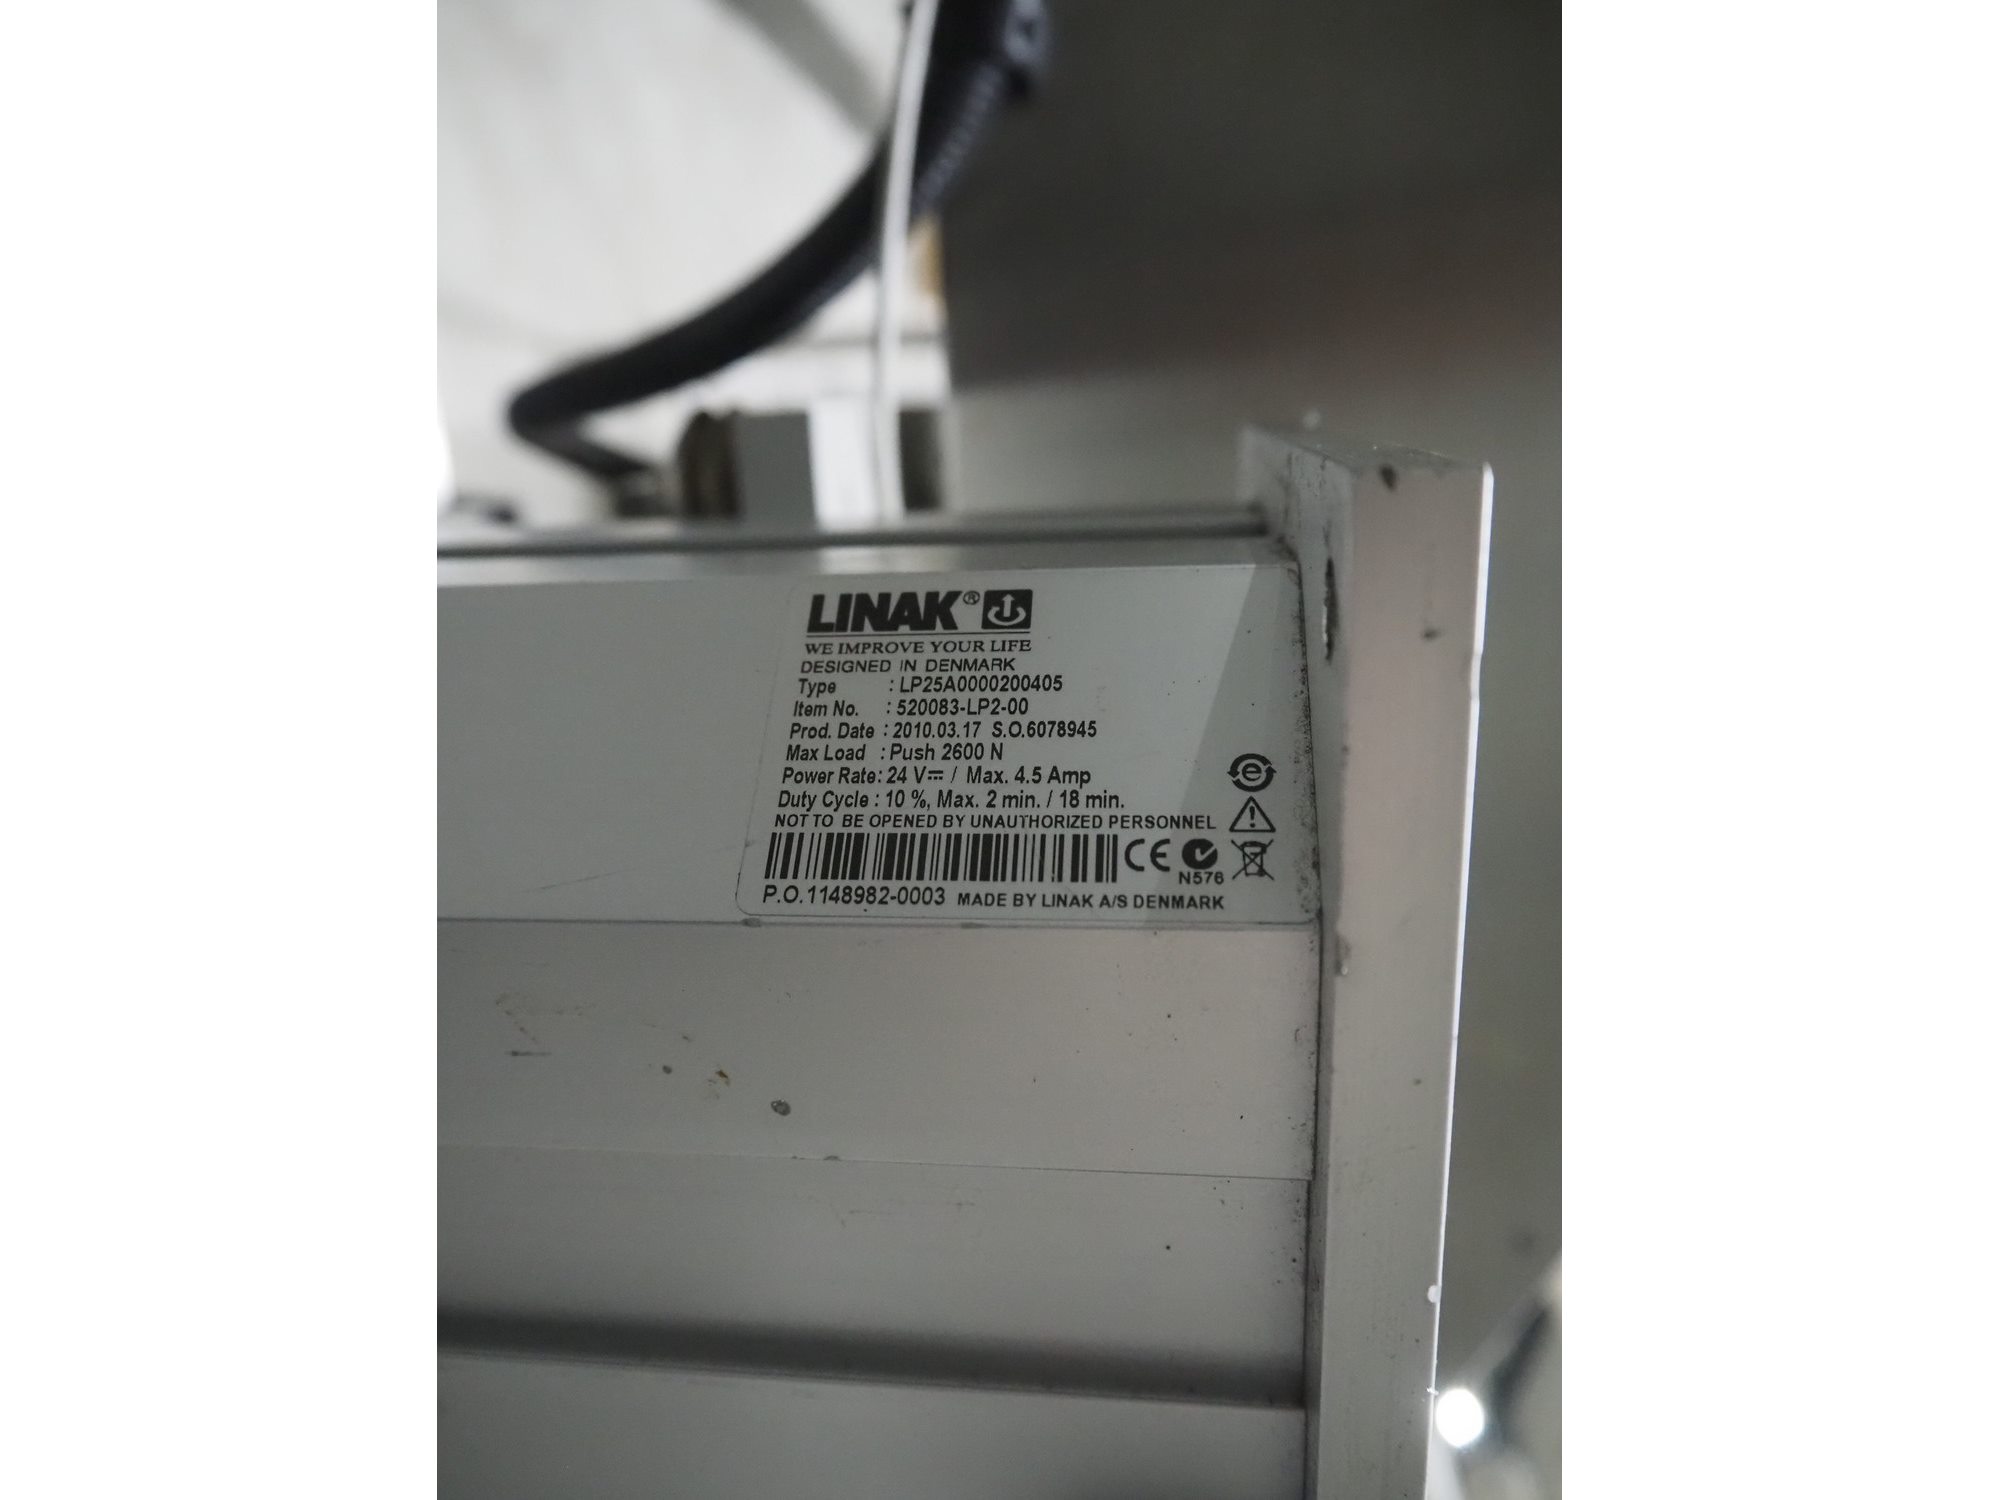 LINAK®
WE IMPROVE YOUR LIFE
DESIGNED IN DENMARK
Type : LP25A0000200405
Item No. : 520083-LP2-00
Prod. Date : 2010.03.17 S.O.6078945
Max Load : Push 2600 N
Power Rate: 24 V⎓ / Max. 4.5 Amp
Duty Cycle : 10 %, Max. 2 min. / 18 min.
NOT TO BE OPENED BY UNAUTHORIZED PERSONNEL
CE N576
P.O.1148982-0003 MADE BY LINAK A/S DENMARK